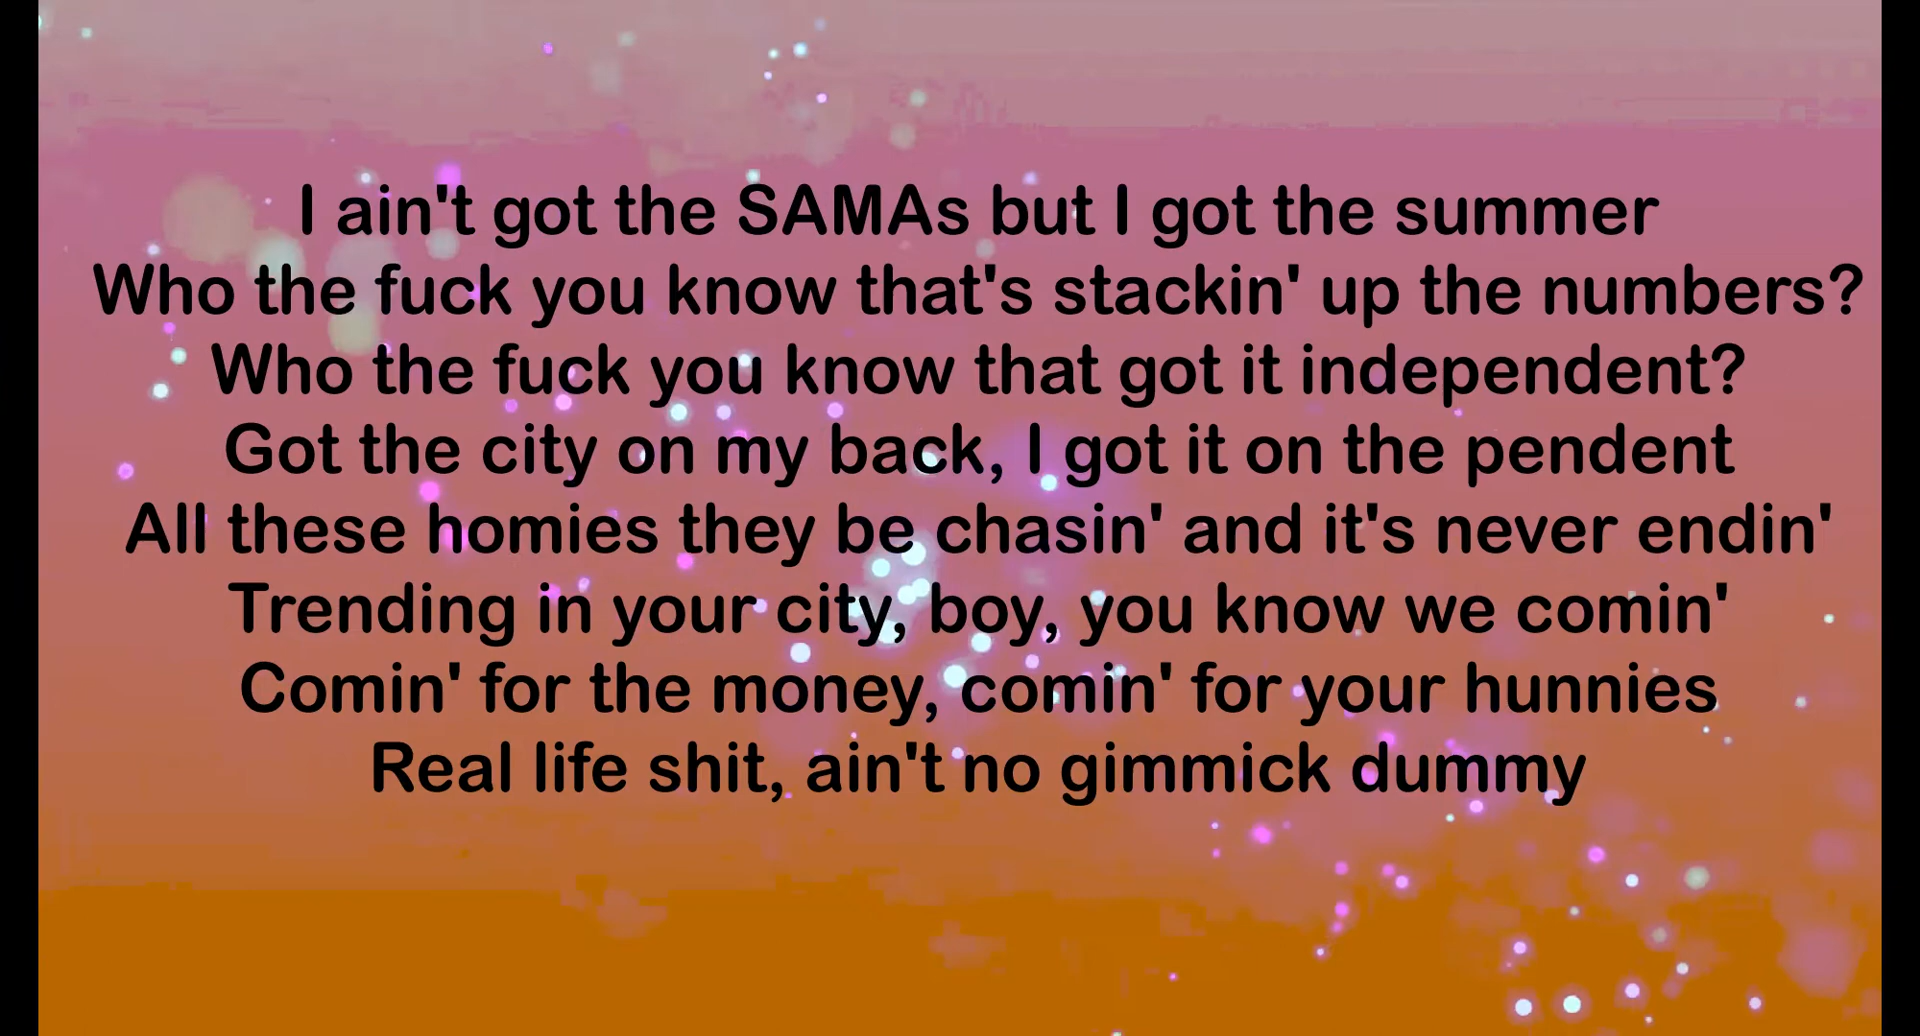 I ain't got the SAMAs but I got the summer
Who the fuck you know that's stackin' up the numbers?
Who the fuck you know that got it independent?
Got the city on my back, I got it on the pendent
All these homies they be chasin' and it's never endin'
Trending in your city, boy, you know we comin'
Comin' for the money, comin' for your hunnies
Real life shit, ain't no gimmick dummy